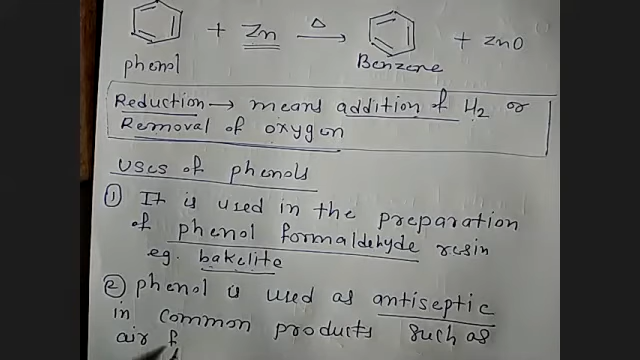 + Zn △ → + ZnO
phenol Benzene
Reduction → means addition of H2 or
Removal of oxygen
Uses of phenols
① It is used in the preparation
of phenol formaldehyde resin
eg. bakelite
② phenol is used as antiseptic
in common products such as
air f